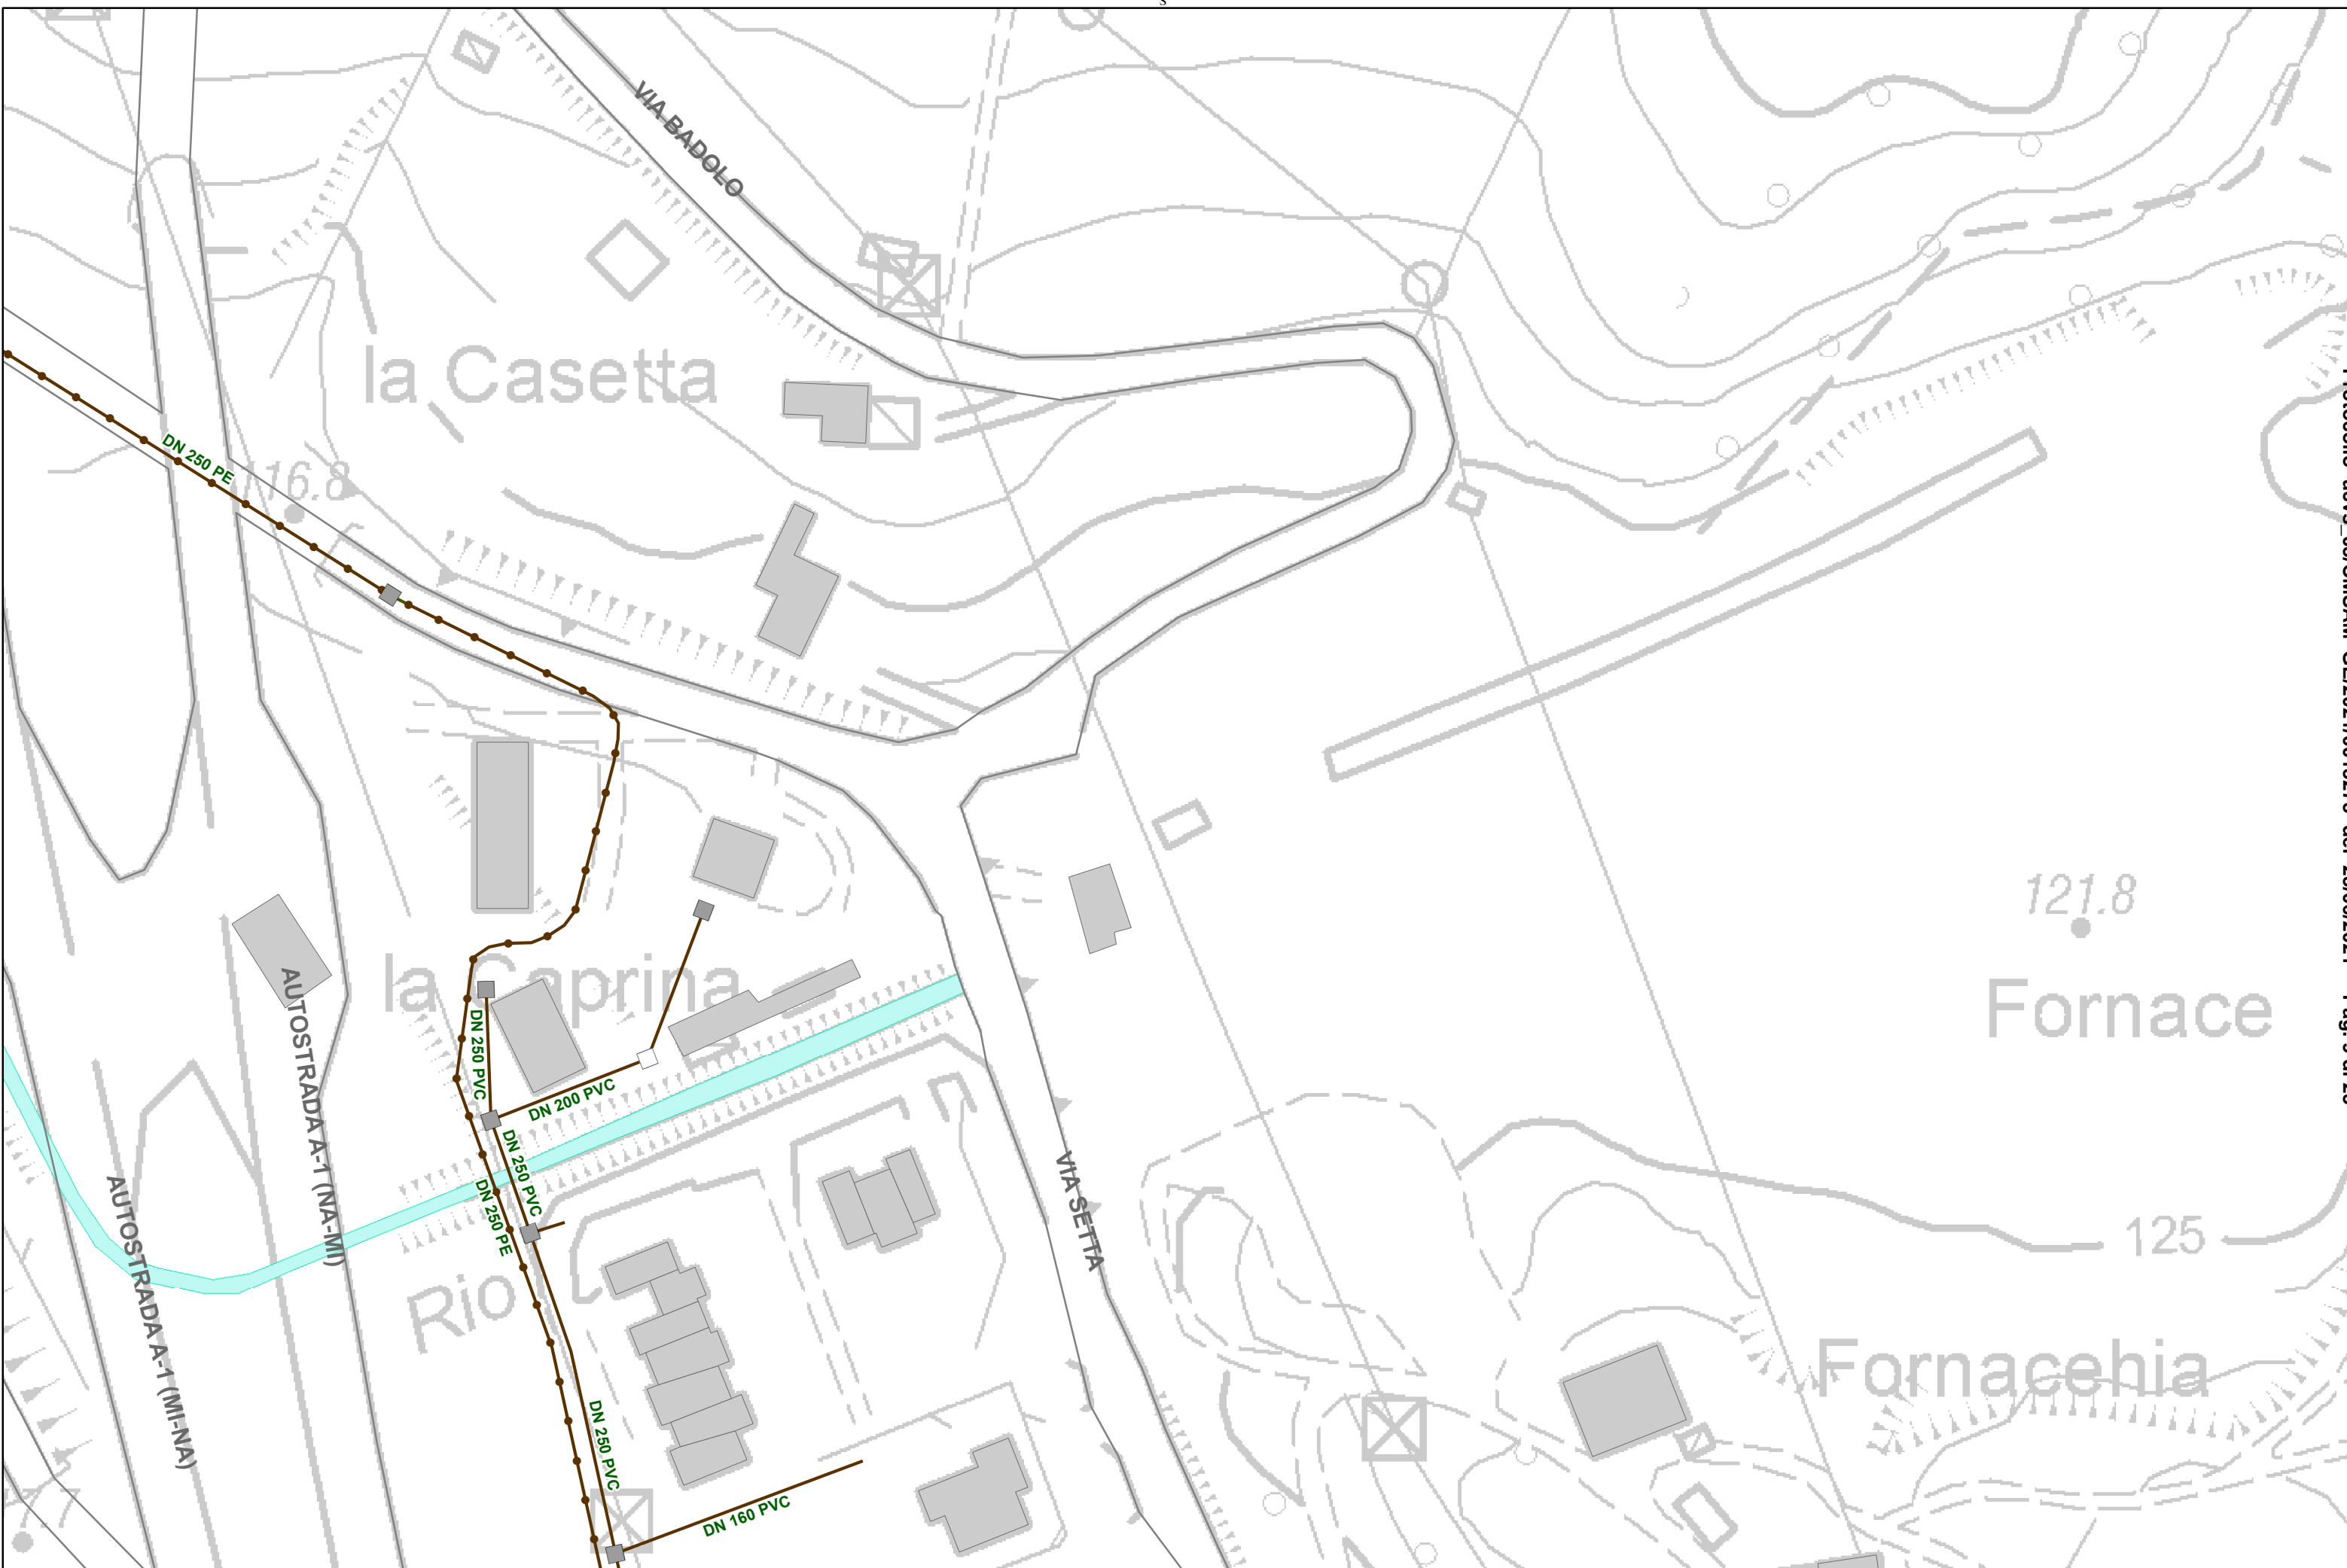 VIA BADOLO
la Casetta
DN 250 PE
116.8
121.8
Fornace
la Caprina
AUTOSTRADA A-1 (NA-MI)
DN 250 PVC
DN 200 PVC
DN 250 PVC
DN 250 PE
VIA SETTA
AUTOSTRADA A-1 (MI-NA)
125
Rio
Fornacehia
DN 250 PVC
DN 160 PVC
77